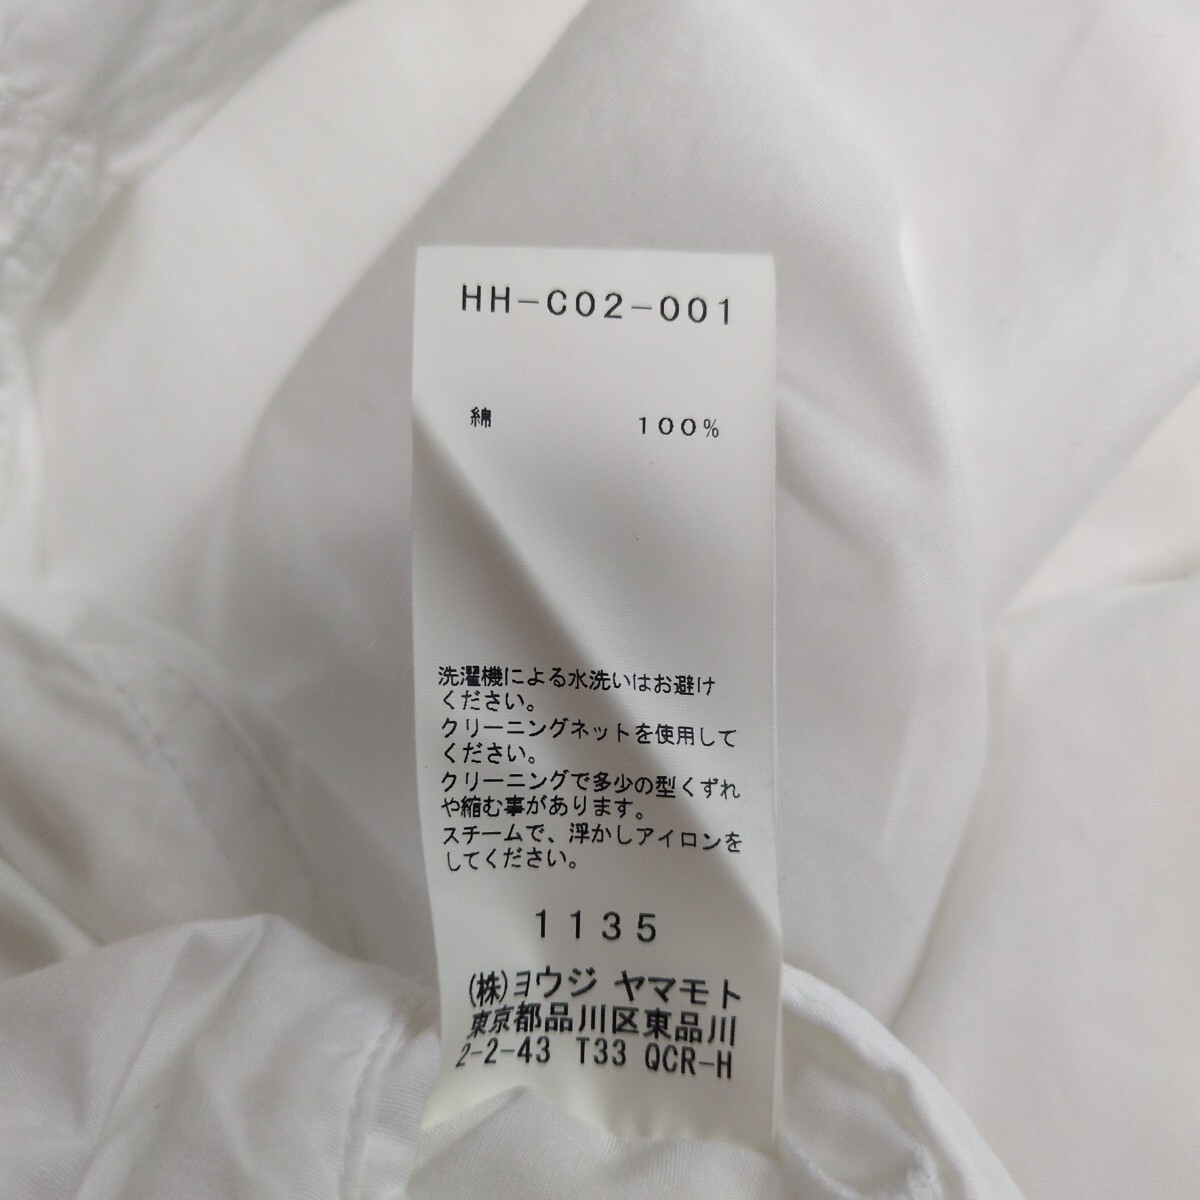 HH-C02-001
綿 100%
洗濯機による水洗いはお避け
ください。
クリーニングネットを使用して
ください。
クリーニングで多少の型くずれ
や縮む事があります。
スチームで、浮かしアイロンを
してください。
1135
(株)ヨウジ ヤマモト
東京都品川区東品川
2-2-43 T33 QCR-H